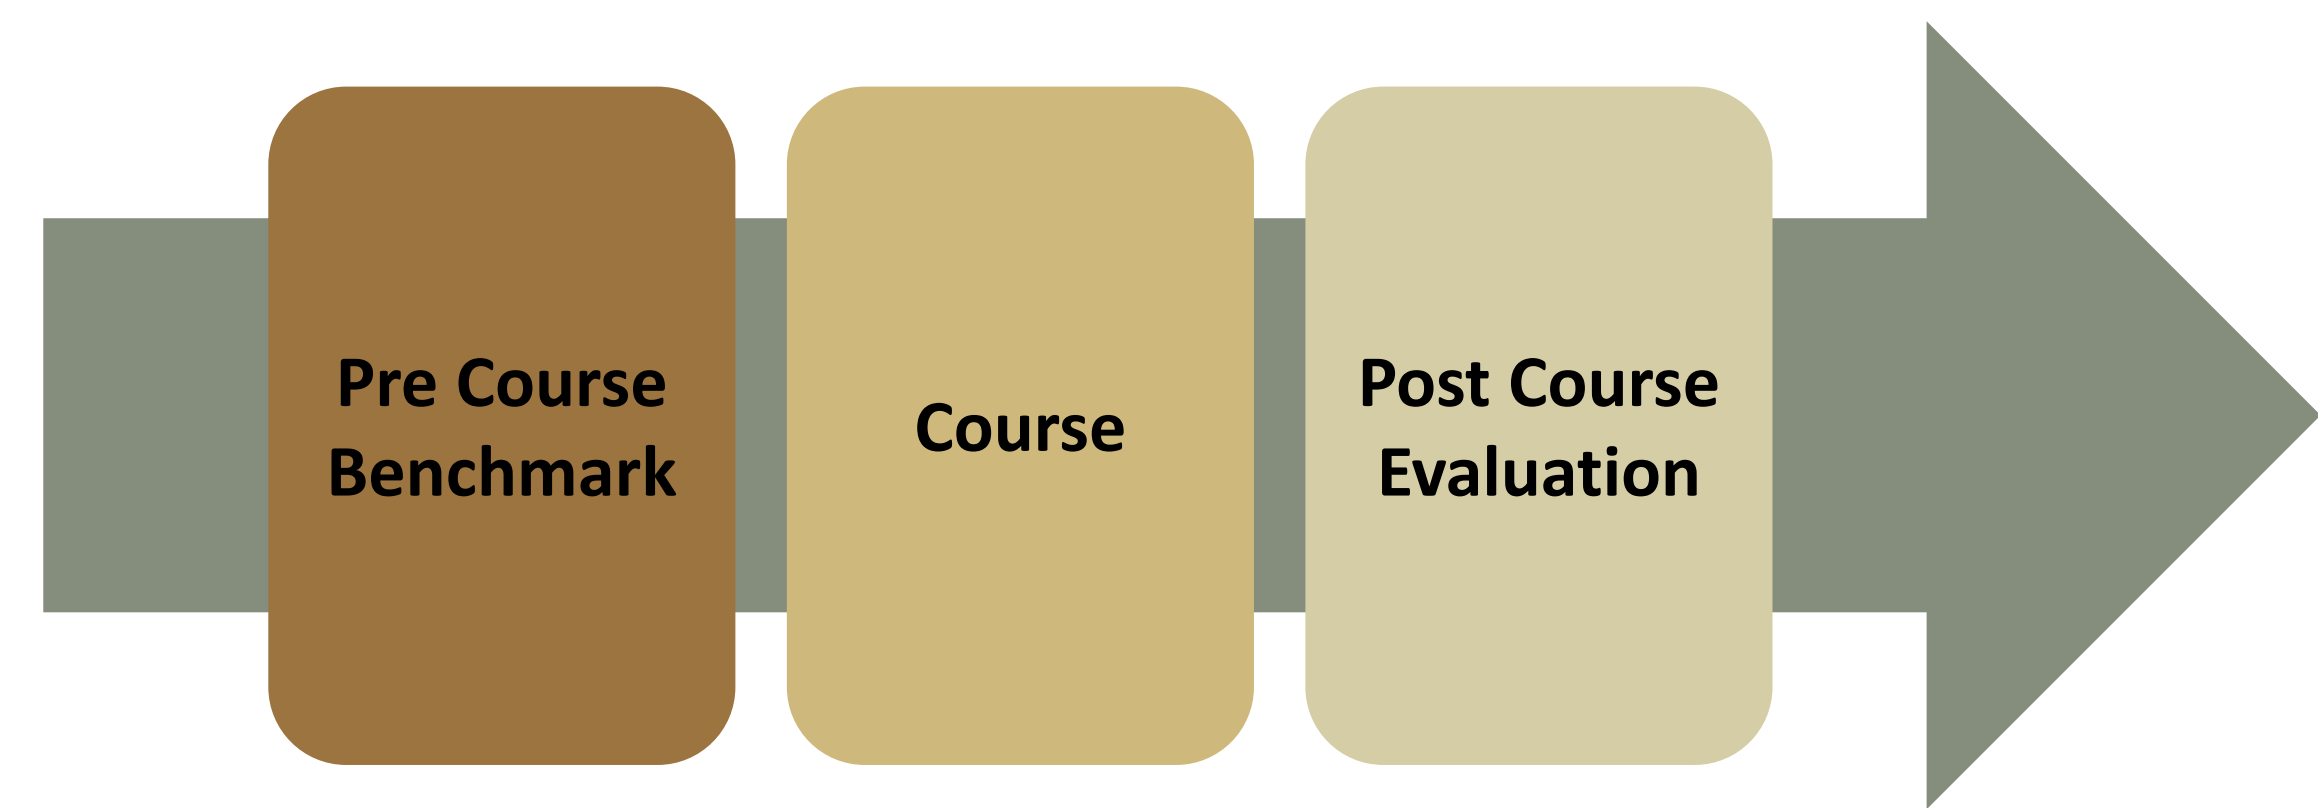 Pre Course
Benchmark
Course
Post Course
Evaluation